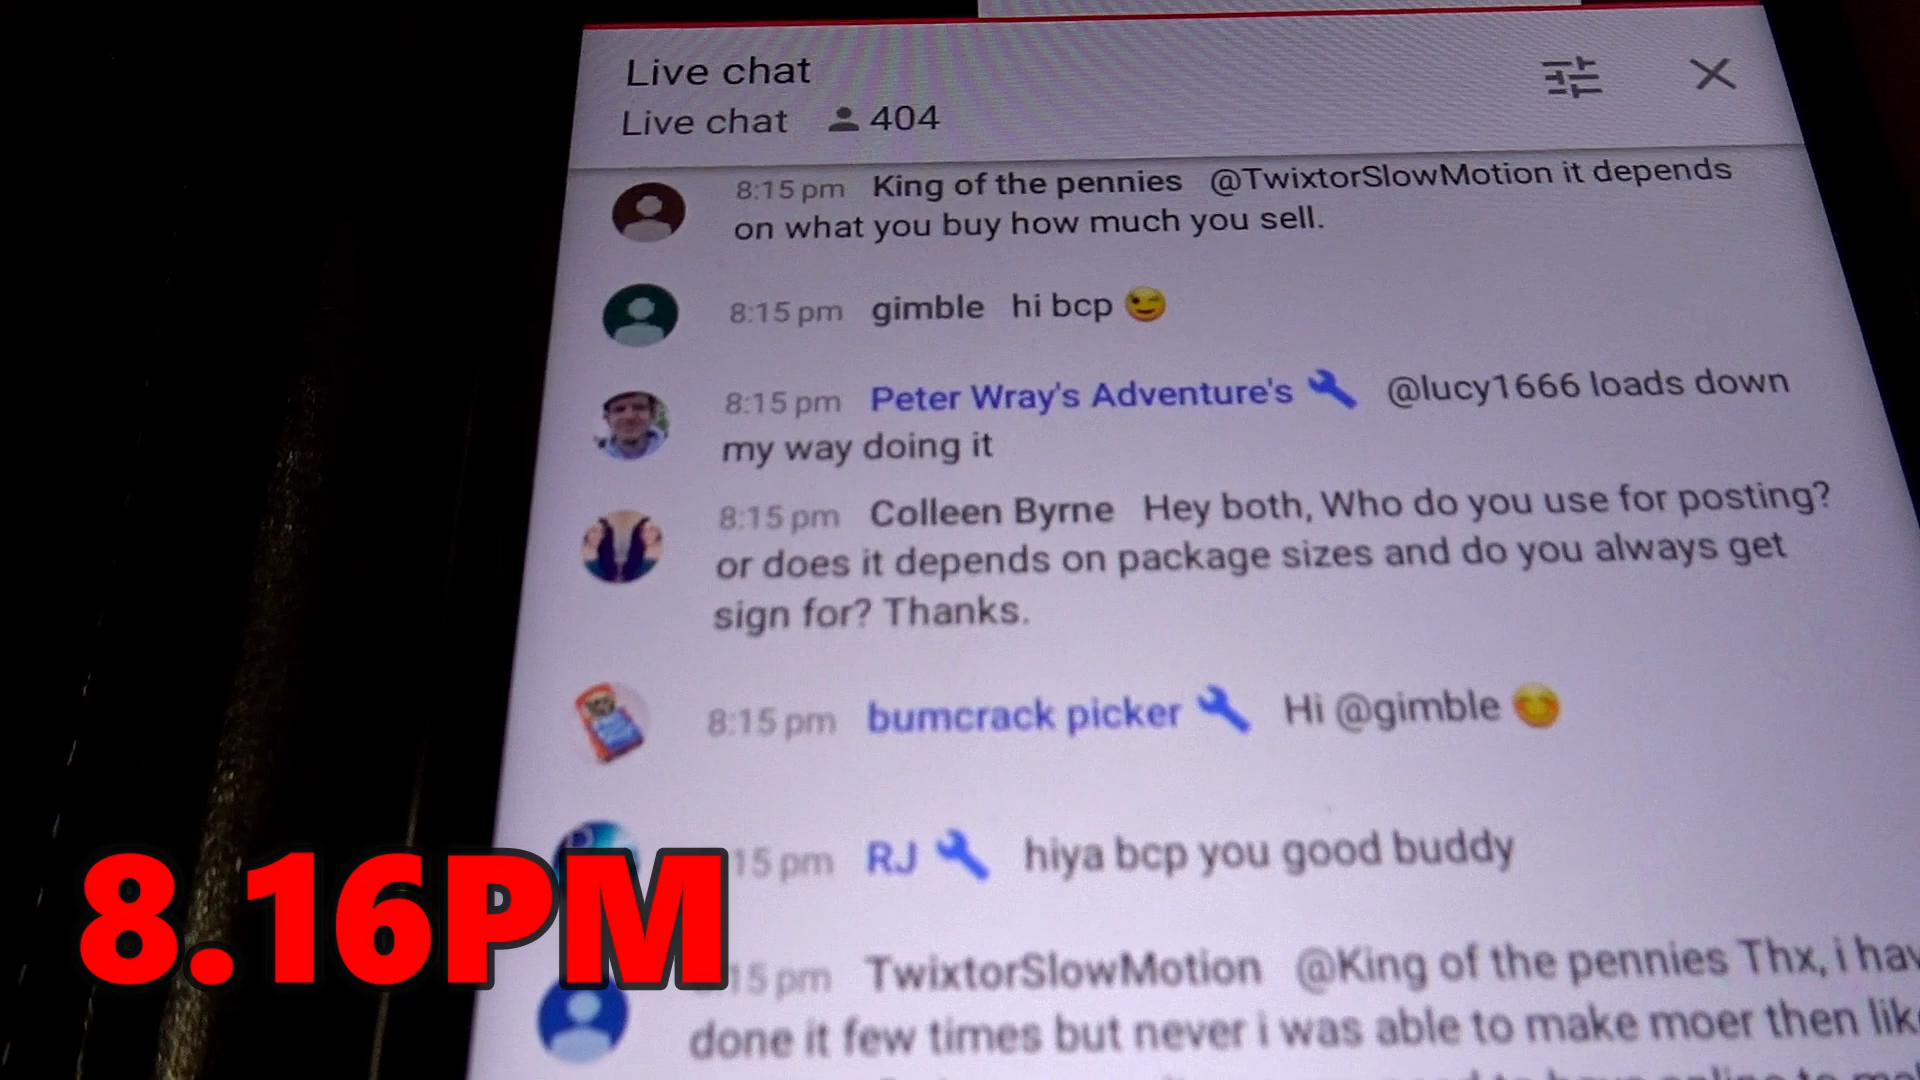 Live chat
Live chat 404
8:15 pm King of the pennies @TwixtorSlowMotion it depends
on what you buy how much you sell.
8:15 pm gimble hi bcp 😉
8:15 pm Peter Wray's Adventure's @lucy1666 loads down
my way doing it
8:15 pm Colleen Byrne Hey both, Who do you use for posting?
or does it depends on package sizes and do you always get
sign for? Thanks.
8:15 pm bumcrack picker Hi @gimble 😊
15 pm RJ hiya bcp you good buddy
8.16PM
15 pm TwixtorSlowMotion @King of the pennies Thx, i hav
done it few times but never i was able to make moer then lik